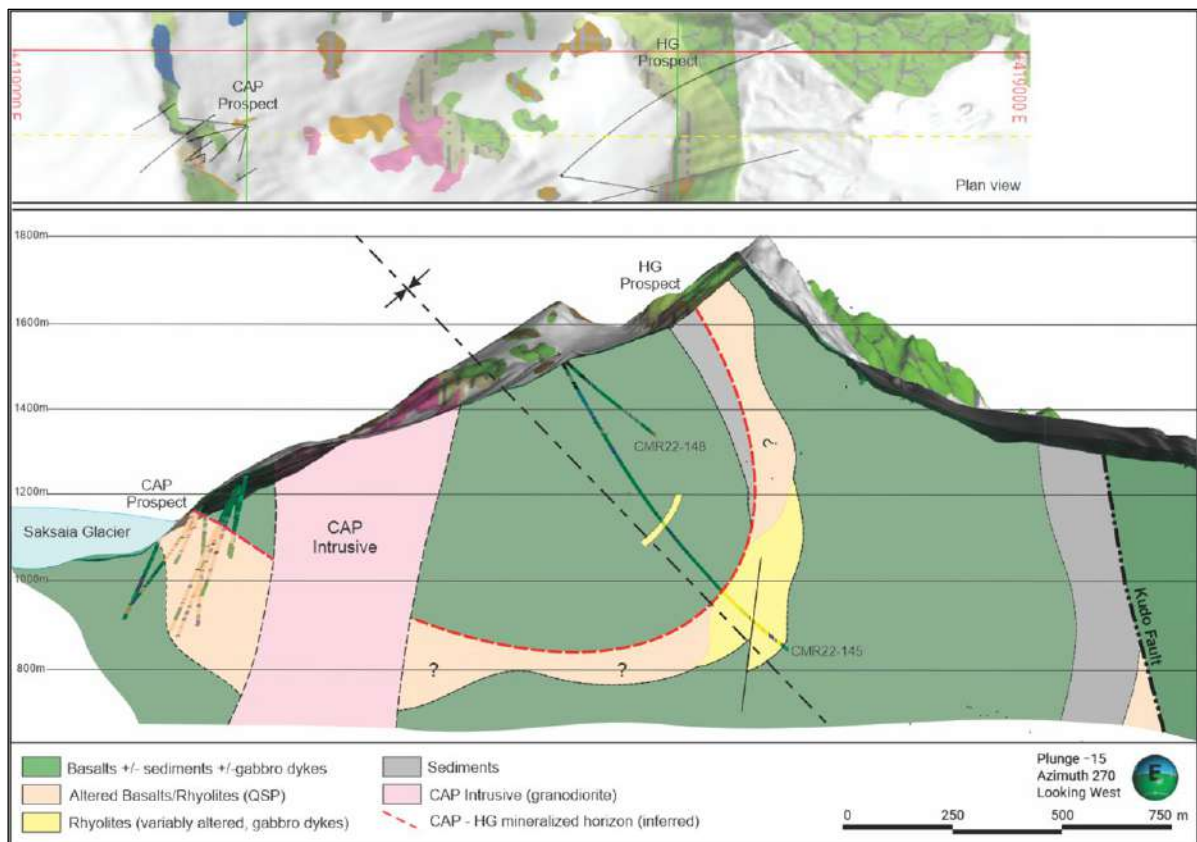 CAP
Prospect
HG
Prospect
4419000 E
4419000 E
Plan view
1800m
1600m
1400m
1200m
1000m
800m
HG
Prospect
CAP
Prospect
Saksaia Glacier
CAP
Intrusive
CMR22-148
CMR22-145
?
?
?
Kudo Fault
Basalts +/- sediments +/-gabbro dykes
Altered Basalts/Rhyolites (QSP)
Rhyolites (variably altered, gabbro dykes)
Sediments
CAP Intrusive (granodiorite)
CAP - HG mineralized horizon (inferred)
Plunge -15
Azimuth 270
Looking West
E
0 250 500 750 m